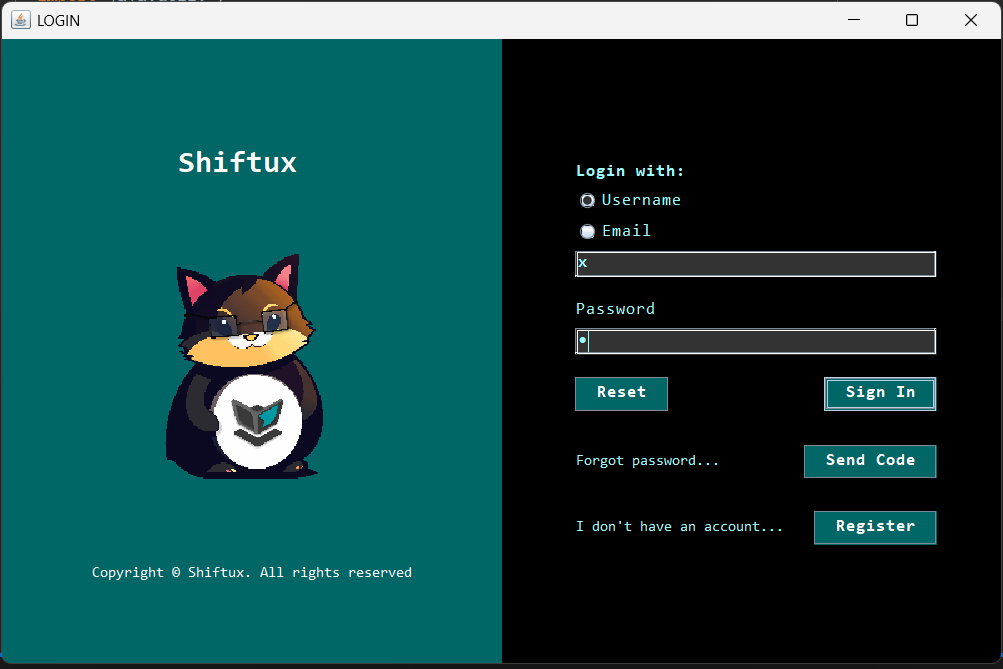 LOGIN
Shiftux
Copyright © Shiftux. All rights reserved
Login with:
Username
Email
x
Password
•
Reset
Sign In
Forgot password...
Send Code
I don't have an account...
Register